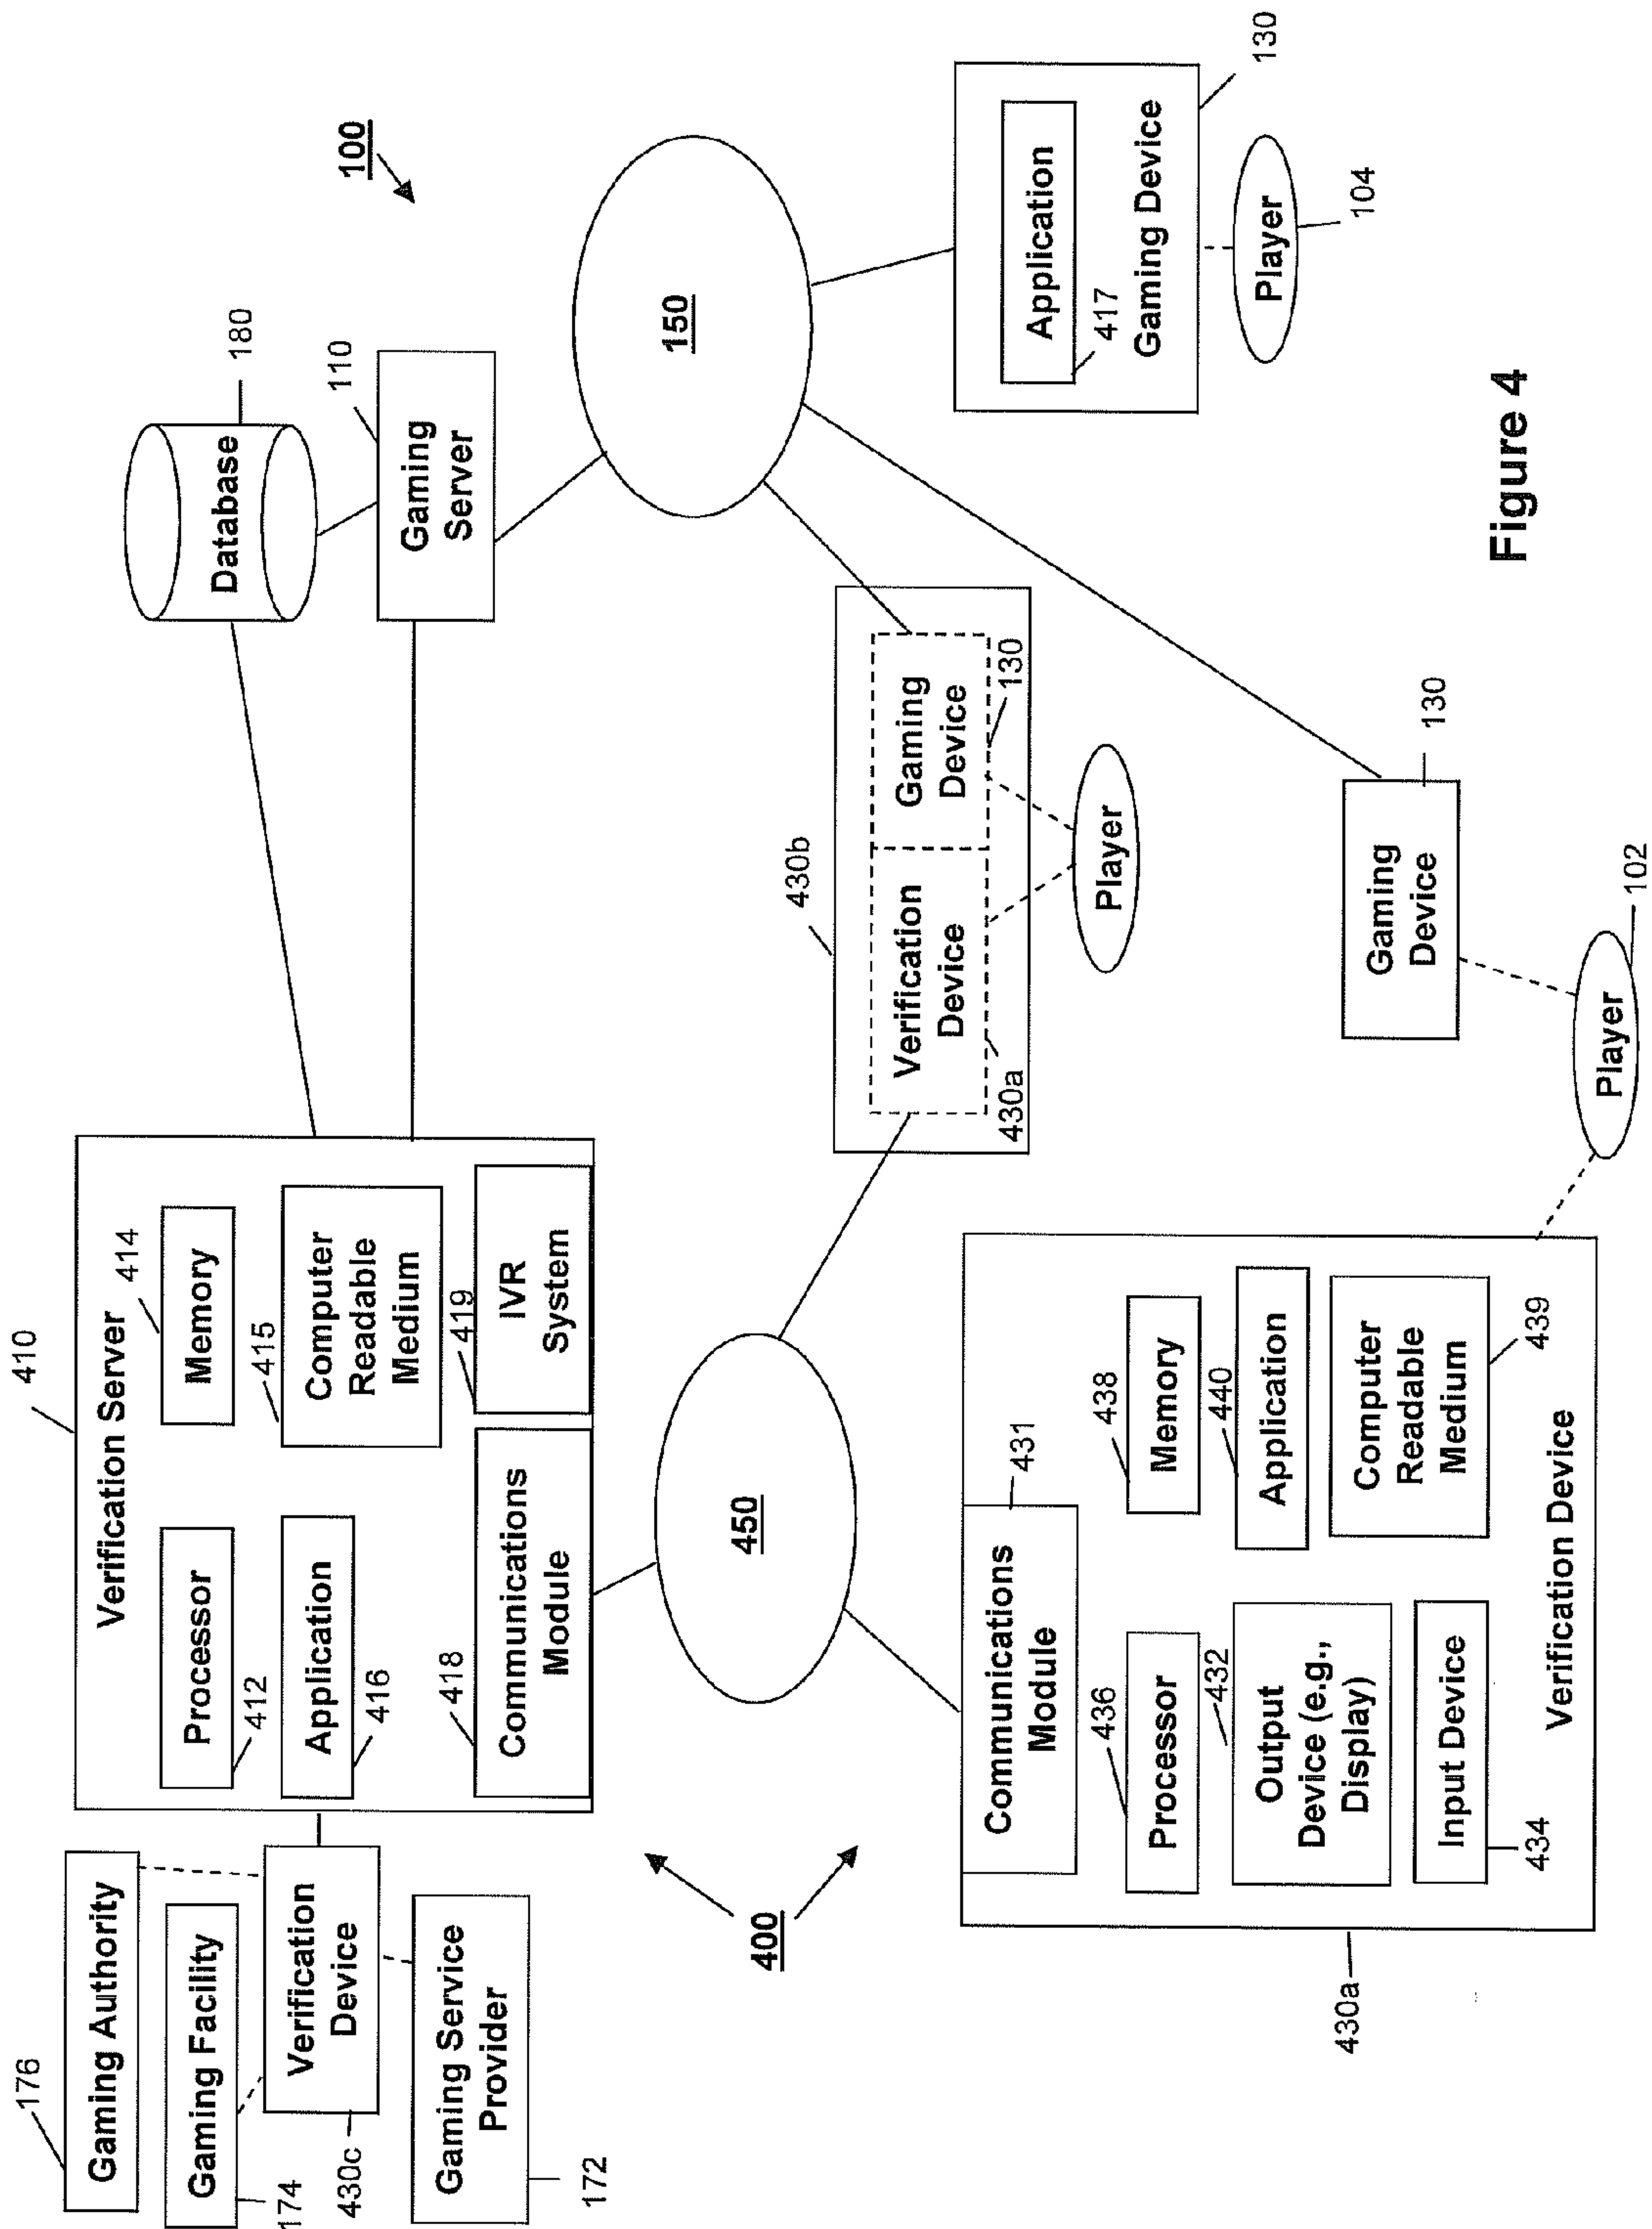 176
Gaming Authority
Gaming Facility
174
Verification
Device
430c
Gaming Service
Provider
172
410
Verification Server
Processor
412
Memory
414
Application
416
415
Computer
Readable
Medium
418
Communications
Module
419
IVR
System
Database
180
110
Gaming
Server
100
150
400
450
430b
Verification
Device
430a
Gaming
Device
130
Player
Application
417
Gaming Device
130
Player
104
Communications
Module
431
436
Processor
438
Memory
432
Output
Device (e.g.,
Display)
440
Application
Input Device
434
Computer
Readable
Medium
439
Verification Device
430a
Gaming
Device
130
Player
102
Figure 4